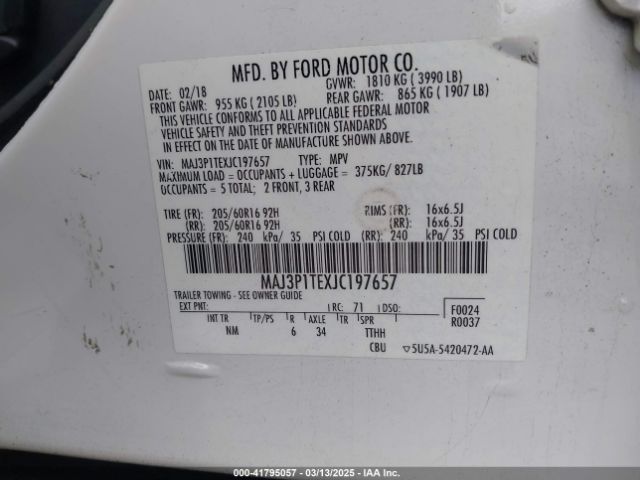 MFD. BY FORD MOTOR CO.
DATE: 02/18 GVWR: 1810 KG ( 3990 LB)
FRONT GAWR: 955 KG ( 2105 LB) REAR GAWR: 865 KG ( 1907 LB)
THIS VEHICLE CONFORMS TO ALL APPLICABLE FEDERAL MOTOR
VEHICLE SAFETY AND THEFT PREVENTION STANDARDS
IN EFFECT ON THE DATE OF MANUFACTURE SHOWN ABOVE.
VIN: MAJ3P1TEXJC197657 TYPE: MPV
MAXIMUM LOAD = OCCUPANTS + LUGGAGE = 375KG/ 827LB
OCCUPANTS = 5 TOTAL; 2 FRONT, 3 REAR
TIRE (FR): 205/60R16 92H RIMS (FR): 16x6.5J
(RR): 205/60R16 92H (RR): 16x6.5J
PRESSURE (FR): 240 kPa/ 35 PSI COLD (RR): 240 kPa/ 35 PSI COLD
MAJ3P1TEXJC197657
TRAILER TOWING - SEE OWNER GUIDE
EXT PNT: RC: 71 DSO: F0024
INT TR TP/PS R AXLE TR SPR R0037
NM 6 34 TTHH
CBU ▽5U5A-5420472-AA
000-41795057 - 03/13/2025 - IAAI.COM